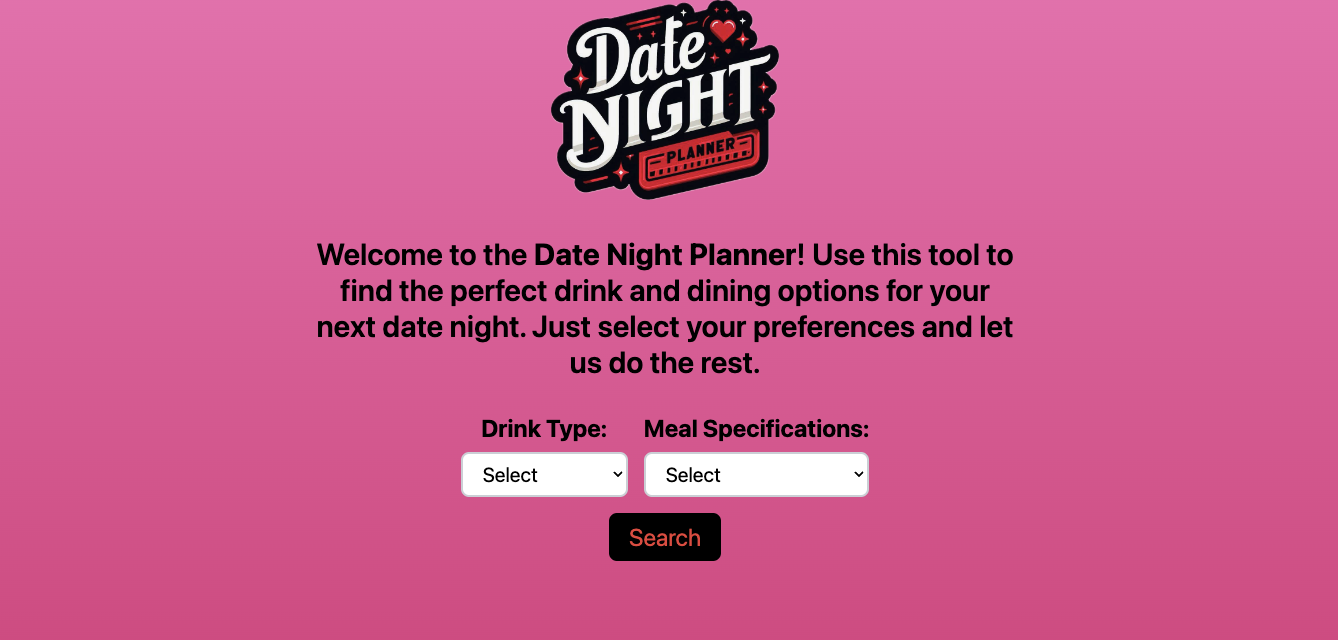 Date
NIGHT
PLANNER
Welcome to the Date Night Planner! Use this tool to
find the perfect drink and dining options for your
next date night. Just select your preferences and let
us do the rest.
Drink Type: Meal Specifications:
Select Select
Search